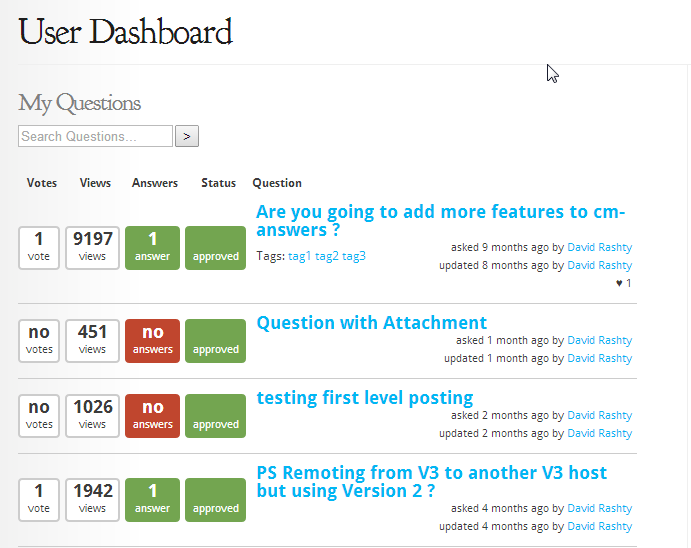 User Dashboard
My Questions
Search Questions...
>
Votes Views Answers Status Question
Are you going to add more features to cm-
answers ?
1 9197 1
vote views answer approved
Tags: tag1 tag2 tag3
asked 9 months ago by David Rashty
updated 8 months ago by David Rashty
♥ 1
Question with Attachment
no 451 no
votes views answers approved
asked 1 month ago by David Rashty
updated 1 month ago by David Rashty
testing first level posting
no 1026 no
votes views answers approved
asked 2 months ago by David Rashty
updated 2 months ago by David Rashty
PS Remoting from V3 to another V3 host
but using Version 2 ?
1 1942 1
vote views answer approved
asked 4 months ago by David Rashty
updated 4 months ago by David Rashty